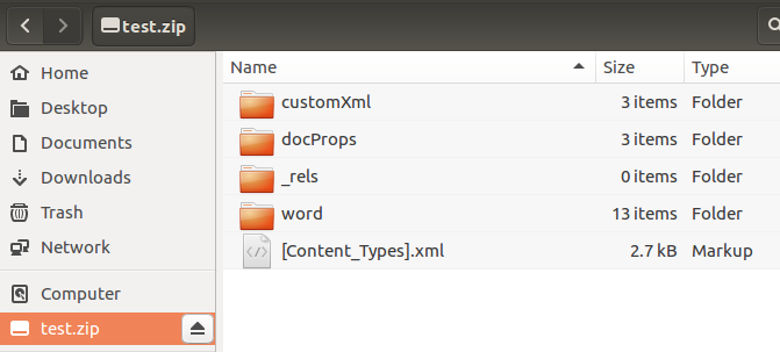 test.zip
Name Size Type
Home
Desktop
Documents
Downloads
Trash
Network
Computer
test.zip
customXml 3 items Folder
docProps 3 items Folder
_rels 0 items Folder
word 13 items Folder
[Content_Types].xml 2.7 kB Markup